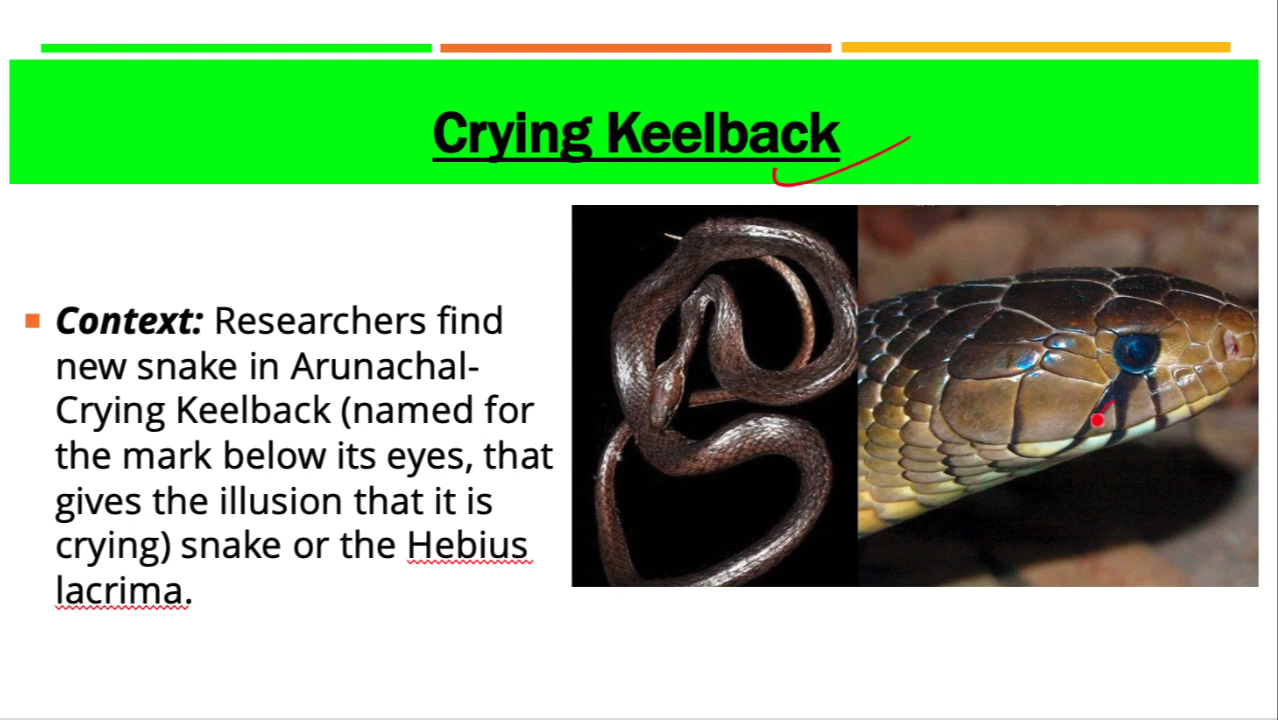 Crying Keelback
Context: Researchers find
new snake in Arunachal-
Crying Keelback (named for
the mark below its eyes, that
gives the illusion that it is
crying) snake or the Hebius
lacrima.